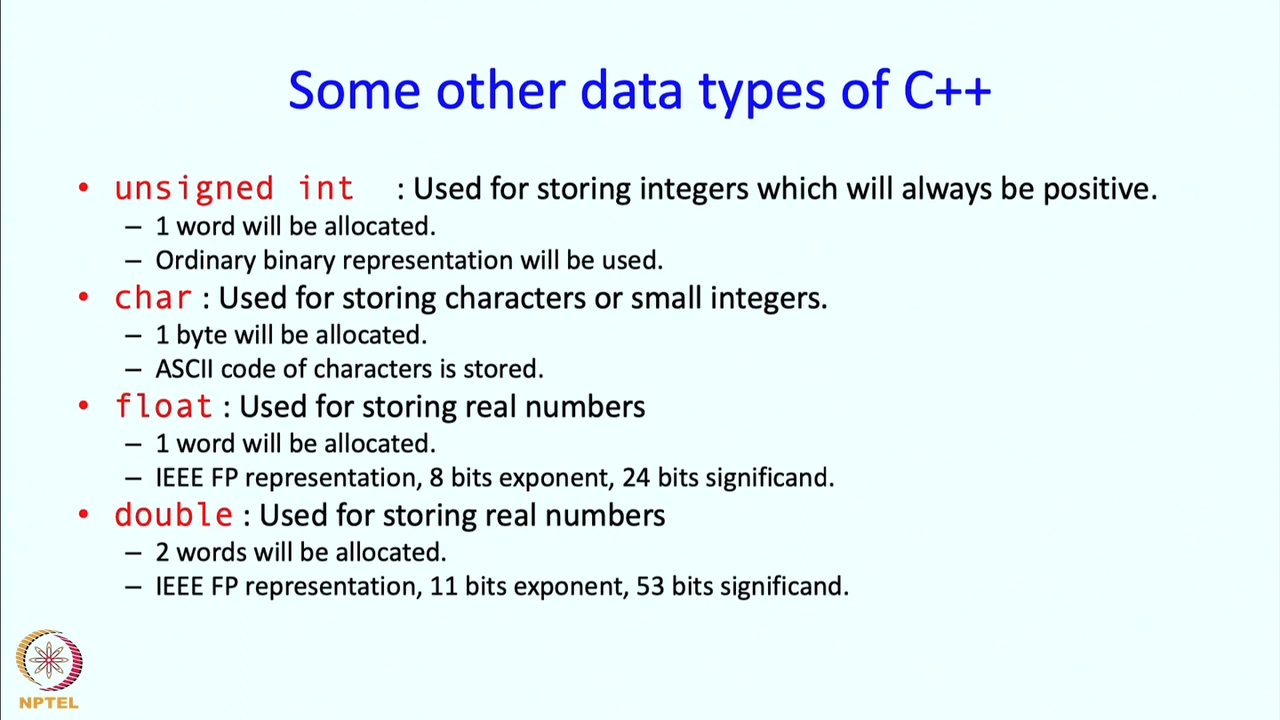 Some other data types of C++
• unsigned int : Used for storing integers which will always be positive.
– 1 word will be allocated.
– Ordinary binary representation will be used.
• char : Used for storing characters or small integers.
– 1 byte will be allocated.
– ASCII code of characters is stored.
• float : Used for storing real numbers
– 1 word will be allocated.
– IEEE FP representation, 8 bits exponent, 24 bits significand.
• double : Used for storing real numbers
– 2 words will be allocated.
– IEEE FP representation, 11 bits exponent, 53 bits significand.
NPTEL